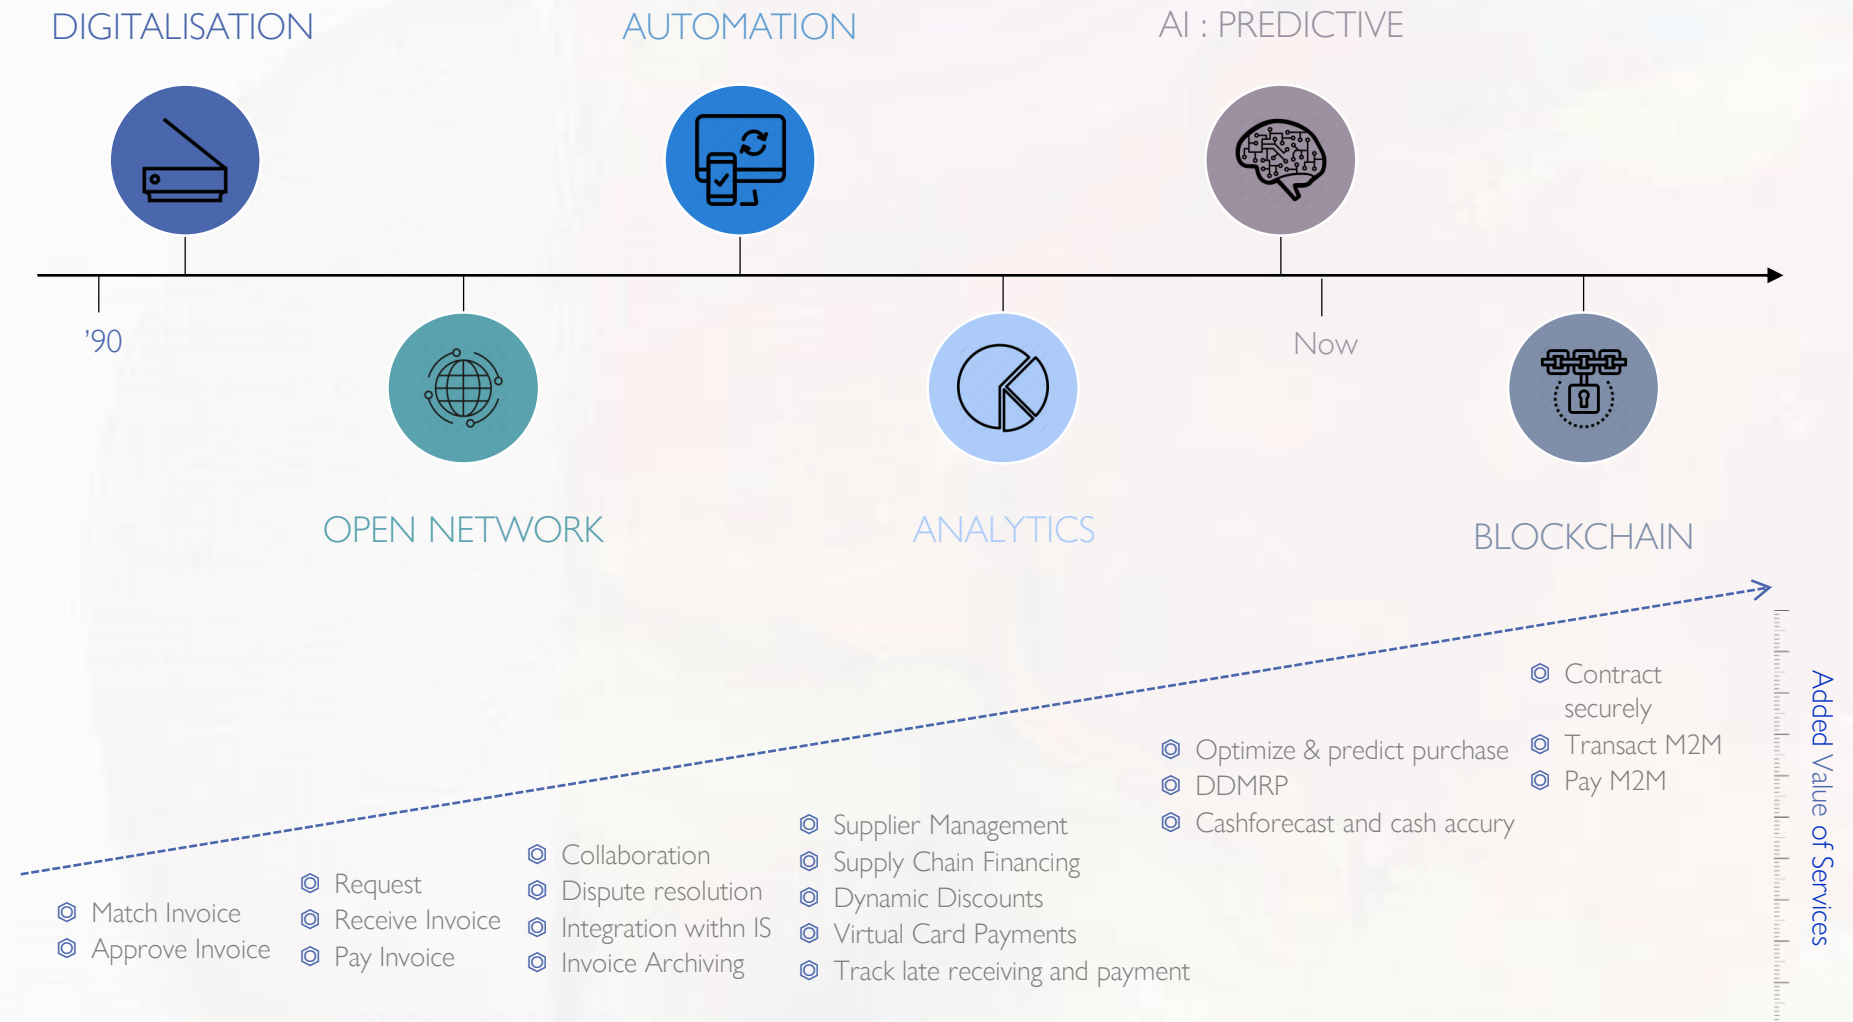 DIGITALISATION
AUTOMATION
AI : PREDICTIVE
'90
Now
OPEN NETWORK
ANALYTICS
BLOCKCHAIN
Match Invoice
Approve Invoice
Request
Receive Invoice
Pay Invoice
Collaboration
Dispute resolution
Integration withn IS
Invoice Archiving
Supplier Management
Supply Chain Financing
Dynamic Discounts
Virtual Card Payments
Track late receiving and payment
Optimize & predict purchase
DDMRP
Cashforecast and cash accury
Contract
securely
Transact M2M
Pay M2M
Added Value of Services